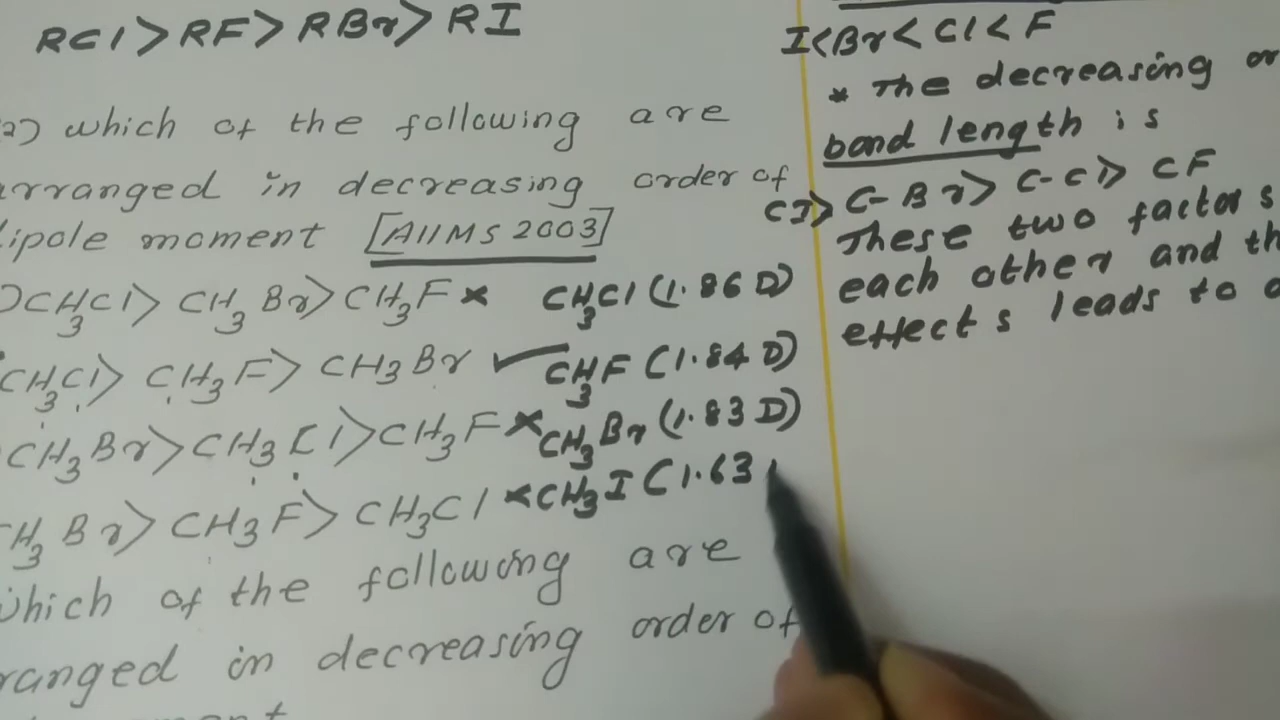 RCl > RF > RBr > RI
2) which of the following are
arranged in decreasing order of
dipole moment [AIIMS 2003]
CH3Cl > CH3Br > CH3F × CH3Cl (1.86 D)
CH3Cl > CH3F > CH3Br ✓ CH3F (1.84 D)
CH3Br > CH3Cl > CH3F × CH3Br (1.83 D)
CH3Br > CH3F > CH3Cl × CH3I (1.63
which of the following are
ranged in decreasing order of
I < Br < Cl < F
* The decreasing or
bond length is
CI > C-Br > C-Cl > CF
These two factors
each other and th
effects leads to